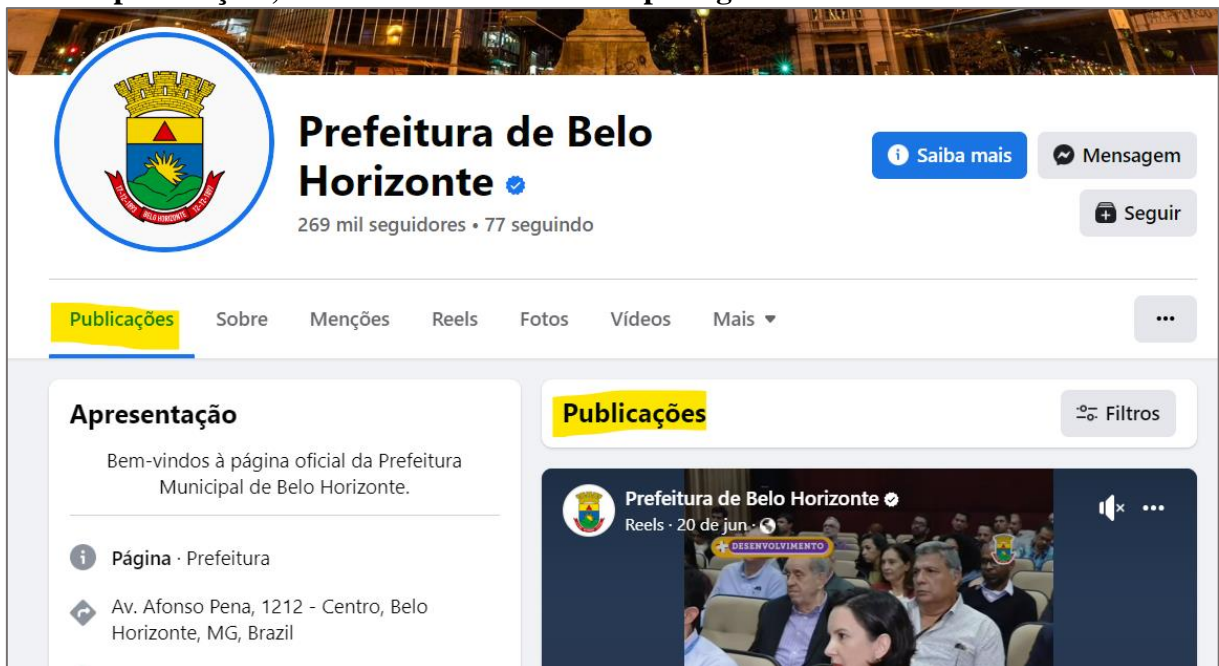 Prefeitura de Belo
Horizonte
269 mil seguidores • 77 seguindo
Saiba mais
Mensagem
Seguir
Publicações
Sobre
Menções
Reels
Fotos
Vídeos
Mais
Apresentação
Bem-vindos à página oficial da Prefeitura
Municipal de Belo Horizonte.
Página · Prefeitura
Av. Afonso Pena, 1212 - Centro, Belo
Horizonte, MG, Brazil
Publicações
Filtros
Prefeitura de Belo Horizonte
Reels · 20 de jun ·
+ DESENVOLVIMENTO
BELO HORIZONTE